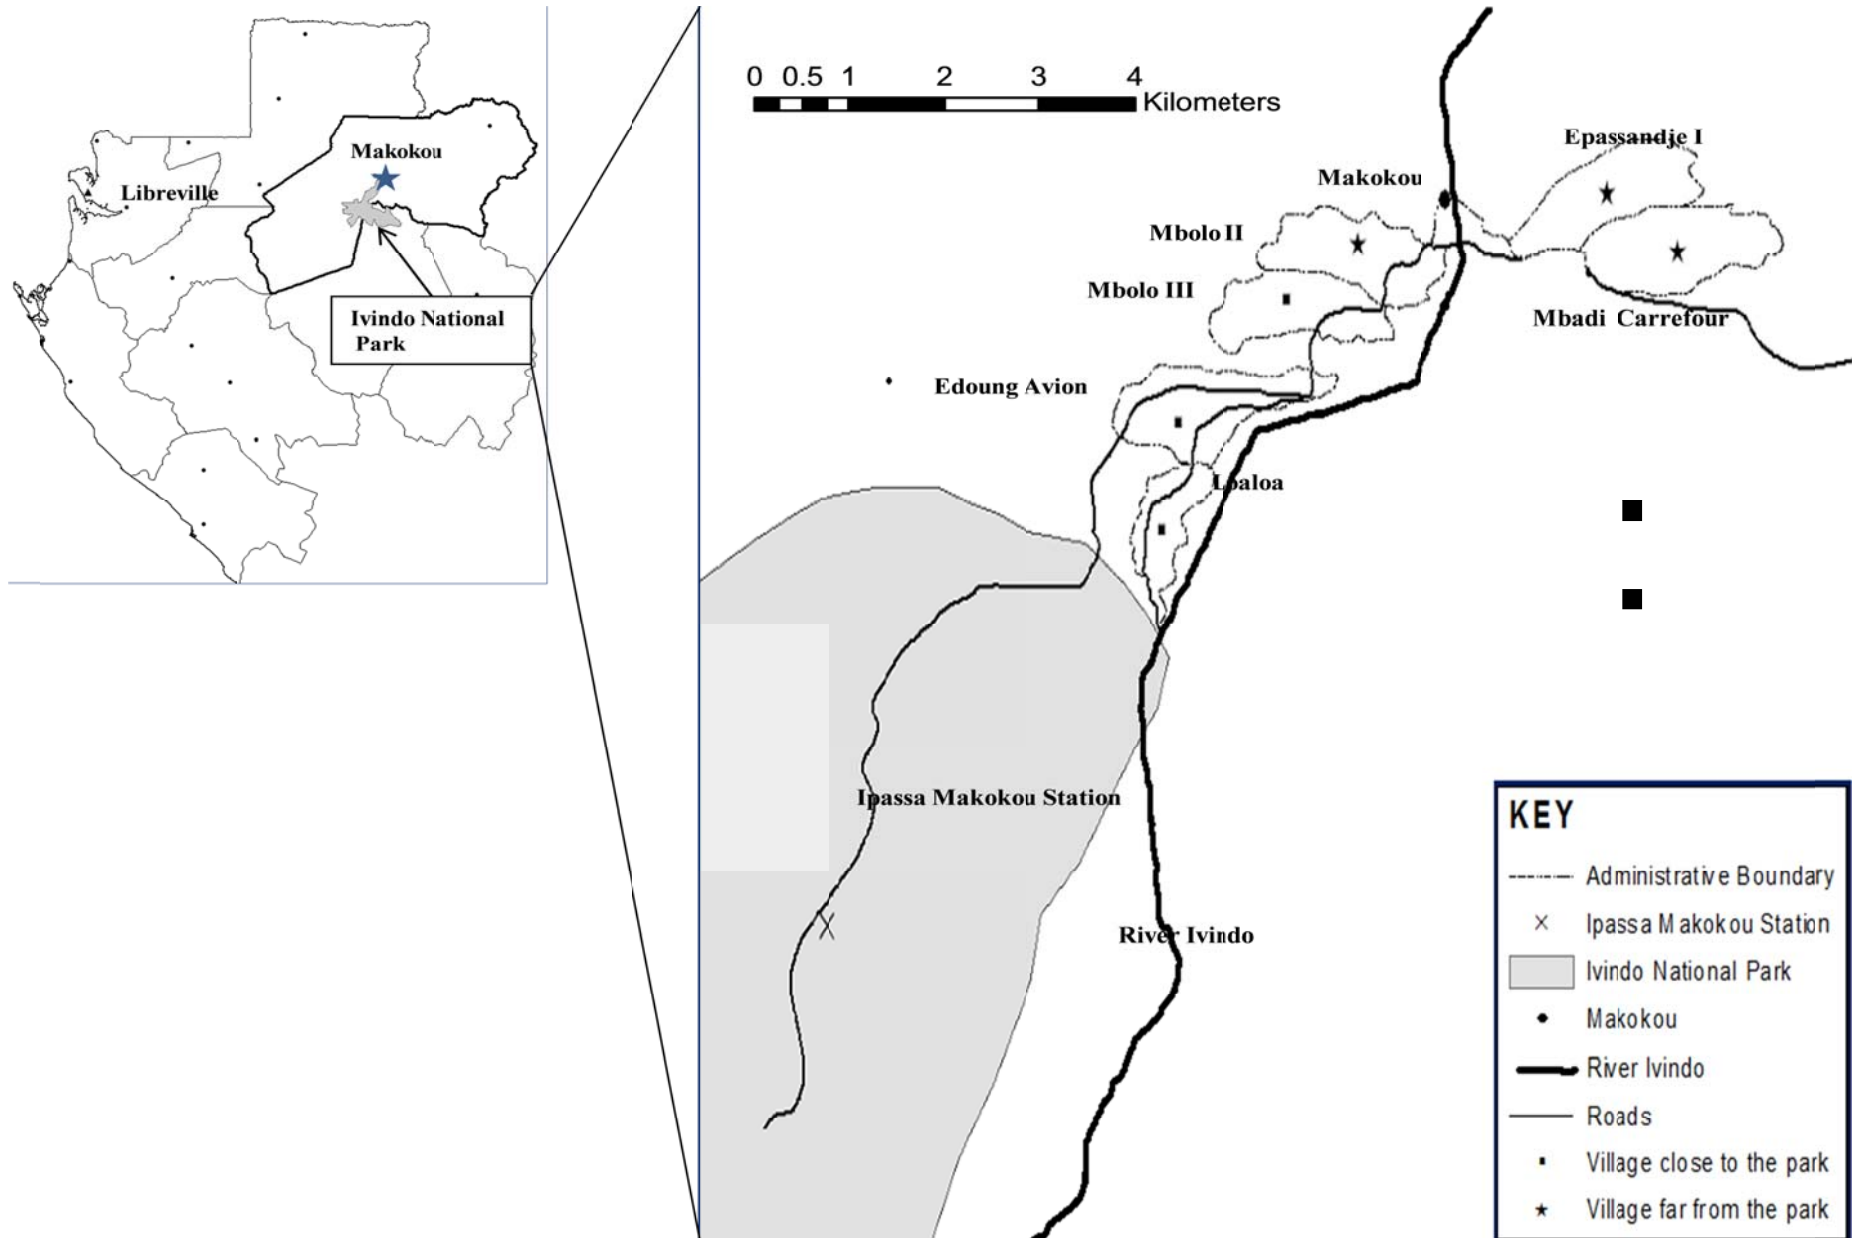 Makokou
Libreville
Ivindo National
Park
0 0.5 1 2 3 4
Kilometers
Epassandje I
Makokou
Mbolo II
Mbolo III
Mbadi Carrefour
Edoung Avion
Loaloa
Ipassa Makokou Station
River Ivindo
KEY
Administrative Boundary
Ipassa Makokou Station
Ivindo National Park
Makokou
River Ivindo
Roads
Village close to the park
Village far from the park